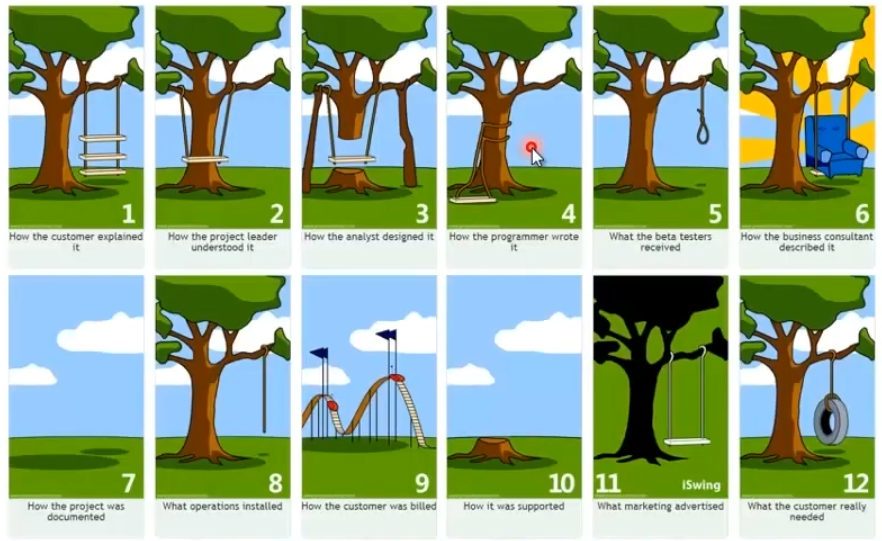 1
How the customer explained
it
2
How the project leader
understood it
3
How the analyst designed it
4
How the programmer wrote
it
5
What the beta testers
received
6
How the business consultant
described it
7
How the project was
documented
8
What operations installed
9
How the customer was billed
10
How it was supported
11
iSwing
What marketing advertised
12
What the customer really
needed